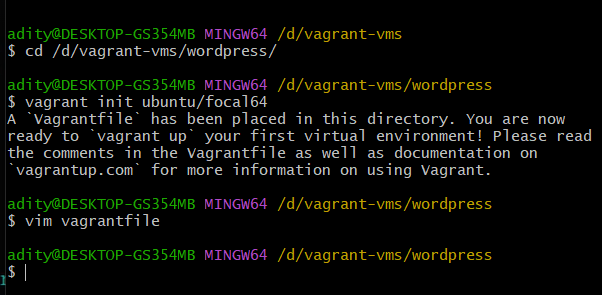 adity@DESKTOP-GS354MB MINGW64 /d/vagrant-vms
$ cd /d/vagrant-vms/wordpress/
adity@DESKTOP-GS354MB MINGW64 /d/vagrant-vms/wordpress
$ vagrant init ubuntu/focal64
A `Vagrantfile` has been placed in this directory. You are now
ready to `vagrant up` your first virtual environment! Please read
the comments in the Vagrantfile as well as documentation on
`vagrantup.com` for more information on using Vagrant.
adity@DESKTOP-GS354MB MINGW64 /d/vagrant-vms/wordpress
$ vim vagrantfile
adity@DESKTOP-GS354MB MINGW64 /d/vagrant-vms/wordpress
$